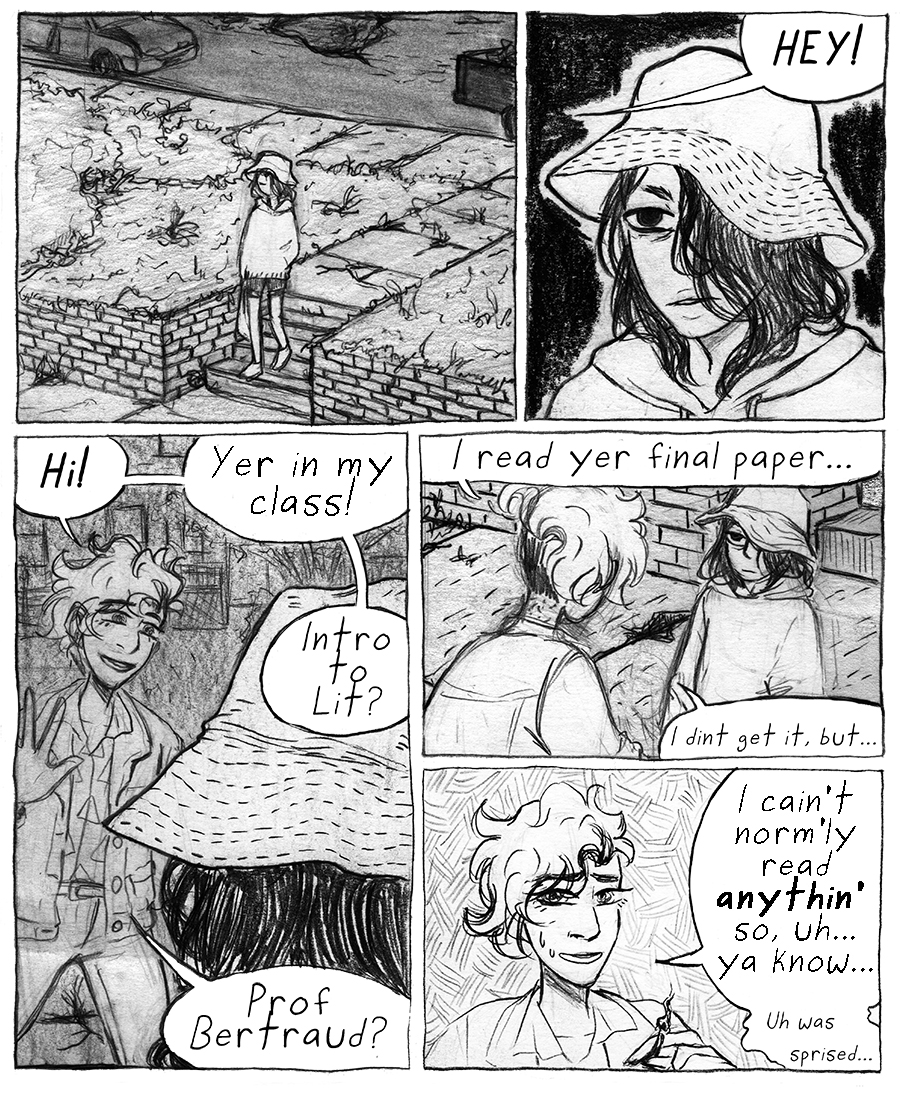 HEY!
Hi!
Yer in my
class!
Intro
to
Lit?
Prof
Bertraud?
I read yer final paper...
I dint get it, but...
I cain't
norm'ly
read
anythin'
so, uh...
ya know...
Uh was
sprised...